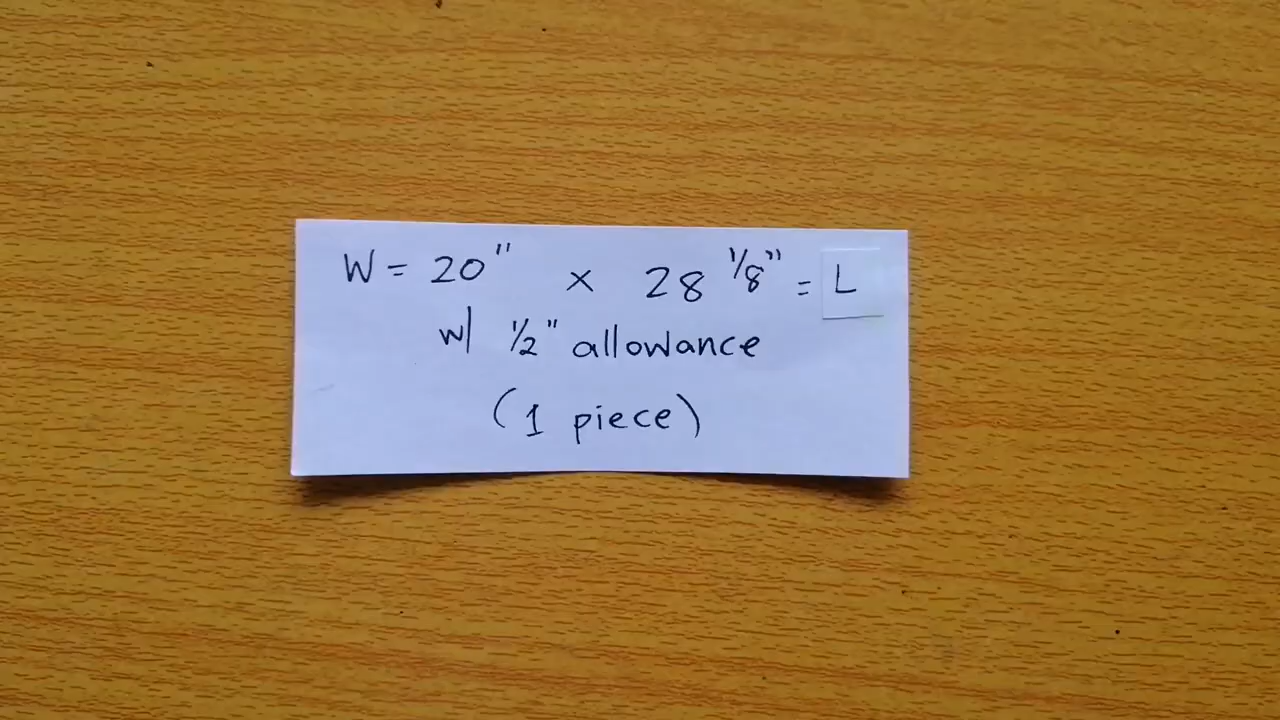 W = 20" x 28 1/8" = L
w/ 1/2" allowance
(1 piece)